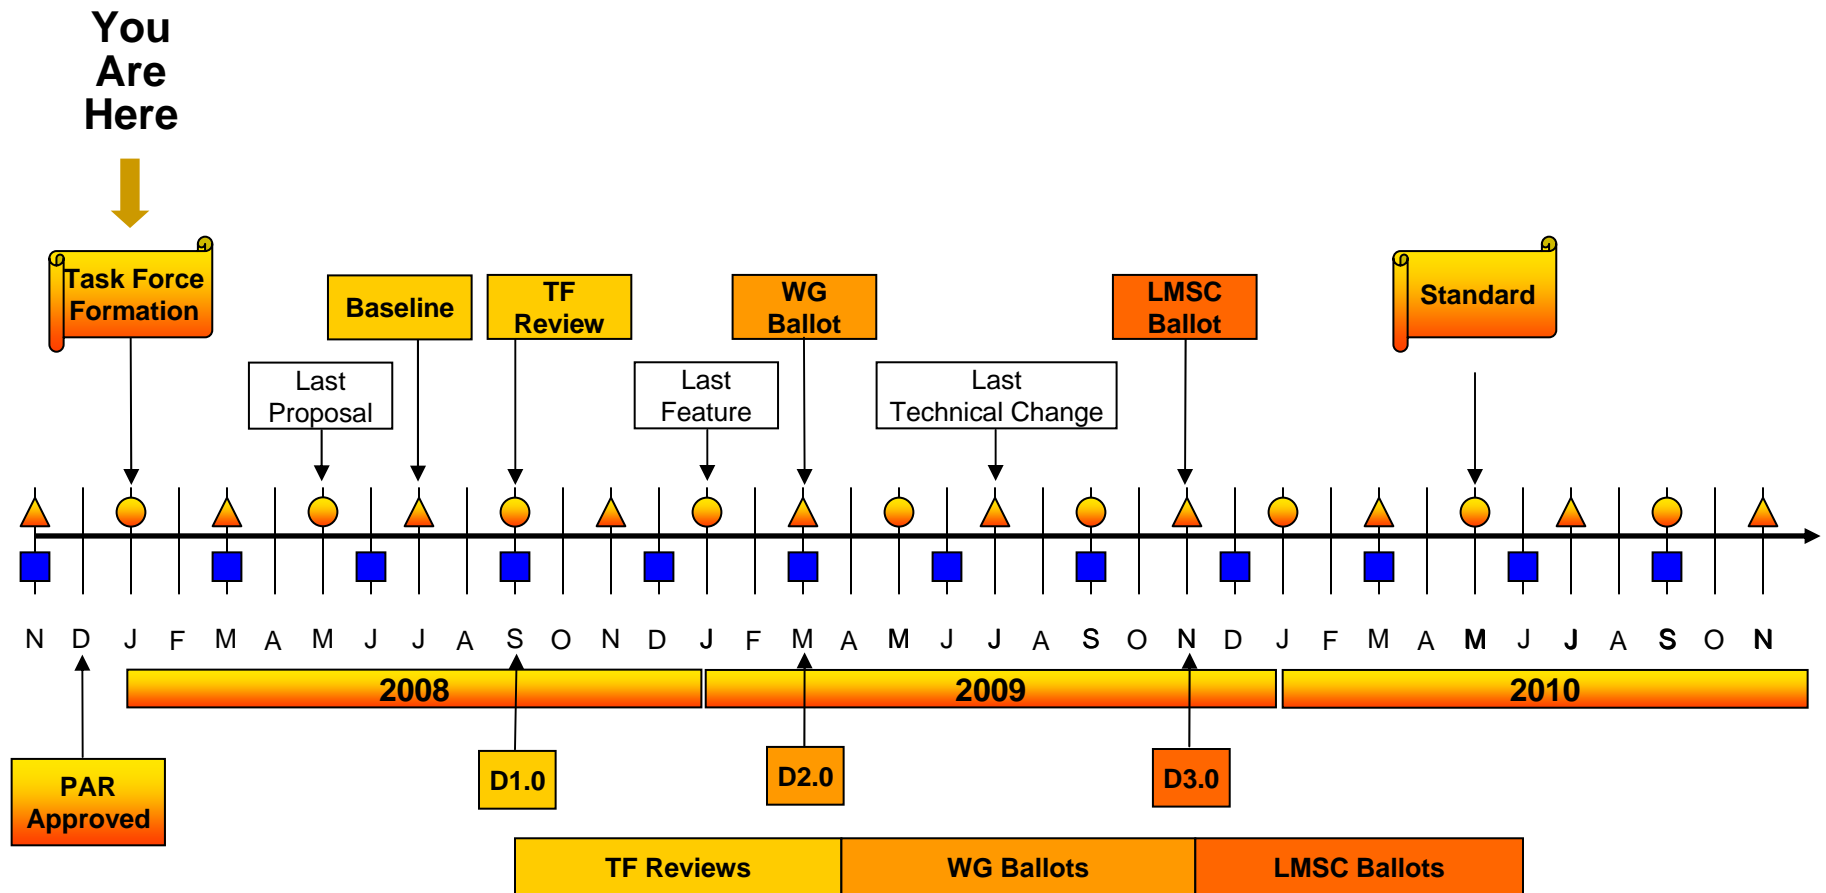 You
Are
Here
Task Force
Formation
Baseline
TF
Review
WG
Ballot
LMSC
Ballot
Standard
Last
Proposal
Last
Feature
Last
Technical Change
N D J F M A M J J A S O N D J F M A M J J A S O N D J F M A M J J A S O N
2008 2009 2010
PAR
Approved
D1.0
D2.0
D3.0
TF Reviews WG Ballots LMSC Ballots